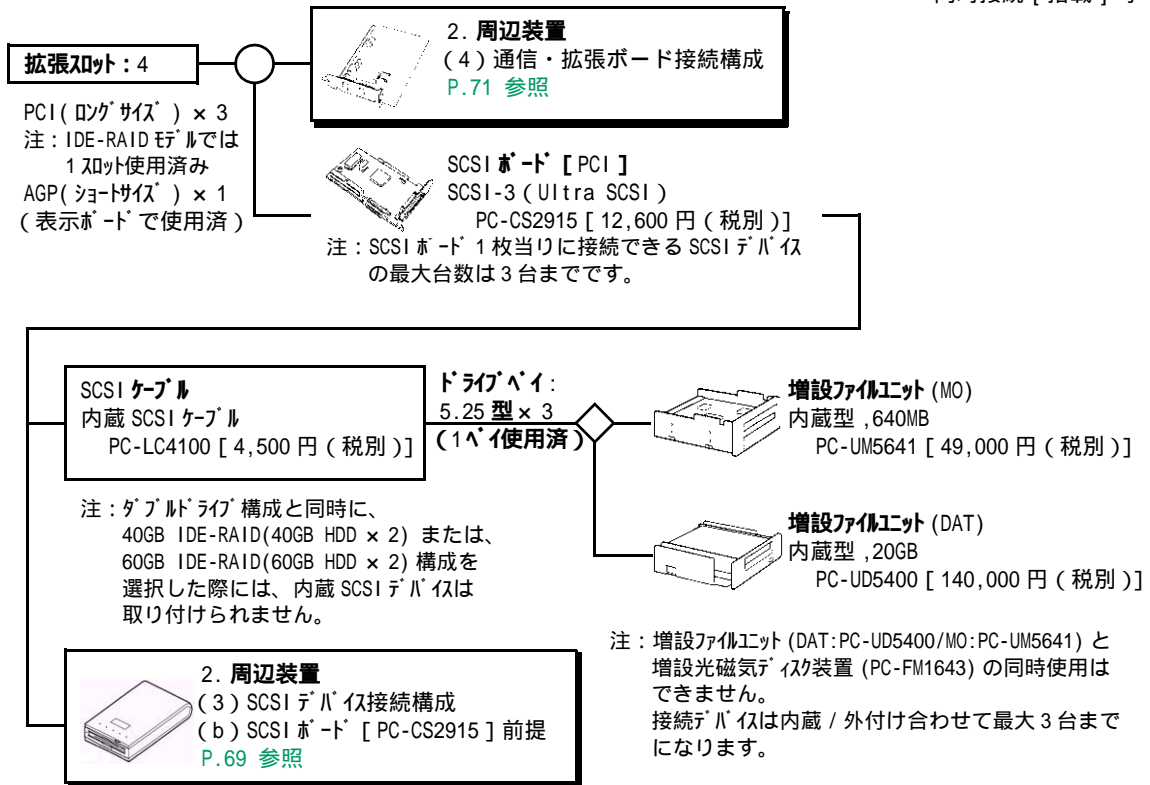 拡張ｽﾛｯﾄ：4
PCI(ﾛﾝｸﾞｻｲｽﾞ) × 3
注：IDE-RAIDﾓﾃﾞﾙでは
1ｽﾛｯﾄ使用済み
AGP(ｼｮｰﾄｻｲｽﾞ) × 1
(表示ﾎﾞｰﾄﾞで使用済)
2. 周辺装置
(4)通信・拡張ボード接続構成
P.71 参照
SCSIﾎﾞｰﾄﾞ[PCI]
SCSI-3(Ultra SCSI)
PC-CS2915[12,600円(税別)]
注：SCSIﾎﾞｰﾄﾞ1枚当りに接続できるSCSIﾃﾞﾊﾞｲｽ
の最大台数は3台までです。
SCSIｹｰﾌﾞﾙ
内蔵SCSIｹｰﾌﾞﾙ
PC-LC4100[4,500円(税別)]
ﾄﾞﾗｲﾌﾞﾍﾞｲ:
5.25型×3
(1ﾍﾞｲ使用済)
増設ﾌｧｲﾙﾕﾆｯﾄ(MO)
内蔵型,640MB
PC-UM5641[49,000円(税別)]
増設ﾌｧｲﾙﾕﾆｯﾄ(DAT)
内蔵型,20GB
PC-UD5400[140,000円(税別)]
注：ﾀﾞﾌﾞﾙﾄﾞﾗｲﾌﾞ構成と同時に、
40GB IDE-RAID(40GB HDD × 2) または、
60GB IDE-RAID(60GB HDD × 2) 構成を
選択した際には、内蔵SCSIﾃﾞﾊﾞｲｽは
取り付けられません。
注：増設ﾌｧｲﾙﾕﾆｯﾄ(DAT:PC-UD5400/MO:PC-UM5641)と
増設光磁気ﾃﾞｨｽｸ装置(PC-FM1643)の同時使用は
できません。
接続ﾃﾞﾊﾞｲｽは内蔵/外付け合わせて最大3台まで
になります。
2. 周辺装置
(3)SCSIﾃﾞﾊﾞｲｽ接続構成
(b)SCSIﾎﾞｰﾄﾞ[PC-CS2915]前提
P.69 参照